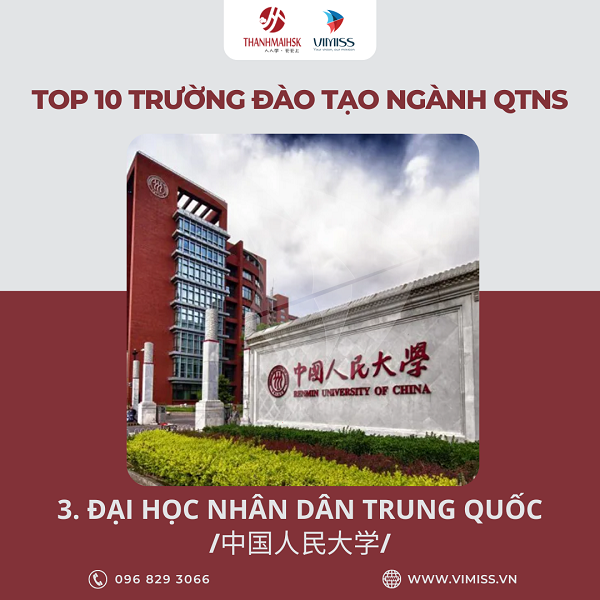 THANHMAIHSK
VIMISS
TOP 10 TRƯỜNG ĐÀO TẠO NGÀNH QTNS
中国人民大学
RENMIN UNIVERSITY OF CHINA
3. ĐẠI HỌC NHÂN DÂN TRUNG QUỐC
/中国人民大学/
096 829 3066
WWW.VIMISS.VN